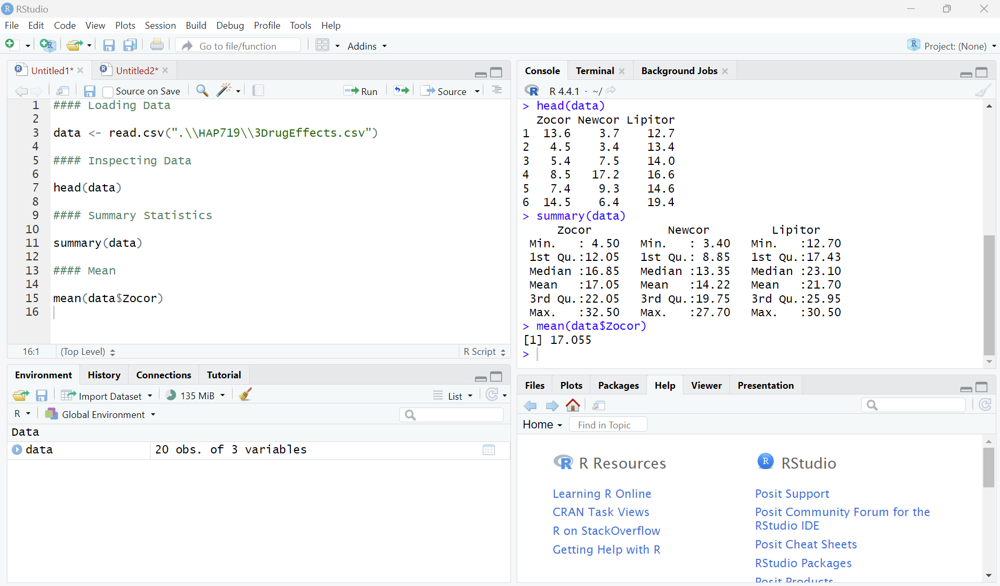 RStudio
File Edit Code View Plots Session Build Debug Profile Tools Help
Go to file/function Addins Project: (None)
Untitled1* Untitled2*
Source on Save Run Source
1 #### Loading Data
2
3 data <- read.csv(".\\HAP719\\3DrugEffects.csv")
4
5 #### Inspecting Data
6
7 head(data)
8
9 #### Summary Statistics
10
11 summary(data)
12
13 #### Mean
14
15 mean(data$Zocor)
16
16:1 (Top Level) R Script
Console Terminal Background Jobs
R 4.4.1 · ~/
> head(data)
Zocor Newcor Lipitor
1 13.6 3.7 12.7
2 4.5 3.4 13.4
3 5.4 7.5 14.0
4 8.5 17.2 16.6
5 7.4 9.3 14.6
6 14.5 6.4 19.4
> summary(data)
Zocor Newcor Lipitor
Min. : 4.50 Min. : 3.40 Min. :12.70
1st Qu.:12.05 1st Qu.: 8.85 1st Qu.:17.43
Median :16.85 Median :13.35 Median :23.10
Mean :17.05 Mean :14.22 Mean :21.70
3rd Qu.:22.05 3rd Qu.:19.75 3rd Qu.:25.95
Max. :32.50 Max. :27.70 Max. :30.50
> mean(data$Zocor)
[1] 17.055
>
Environment History Connections Tutorial
Import Dataset 135 MiB List
R Global Environment
Data
data 20 obs. of 3 variables
Files Plots Packages Help Viewer Presentation
Home Find in Topic
R Resources
Learning R Online
CRAN Task Views
R on StackOverflow
Getting Help with R
RStudio
Posit Support
Posit Community Forum for the
RStudio IDE
Posit Cheat Sheets
RStudio Packages
Posit Products